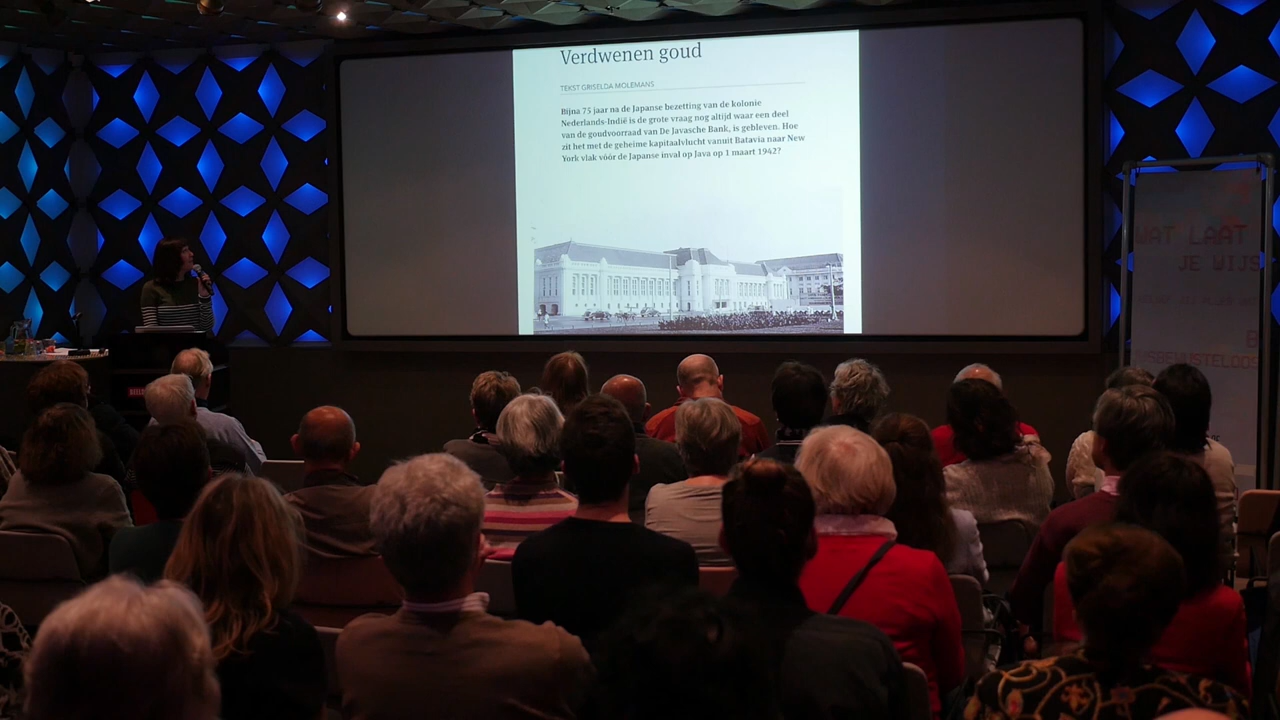 Verdwenen goud
TEKST GRISELDA MOLEMANS
Bijna 75 jaar na de Japanse bezetting van de kolonie
Nederlands-Indië is de grote vraag nog altijd waar een deel
van de goudvoorraad van De Javasche Bank, is gebleven. Hoe
zit het met de geheime kapitaalvlucht vanuit Batavia naar New
York vlak vóór de Japanse inval op Java op 1 maart 1942?
WAT LAAT
JE WIJS